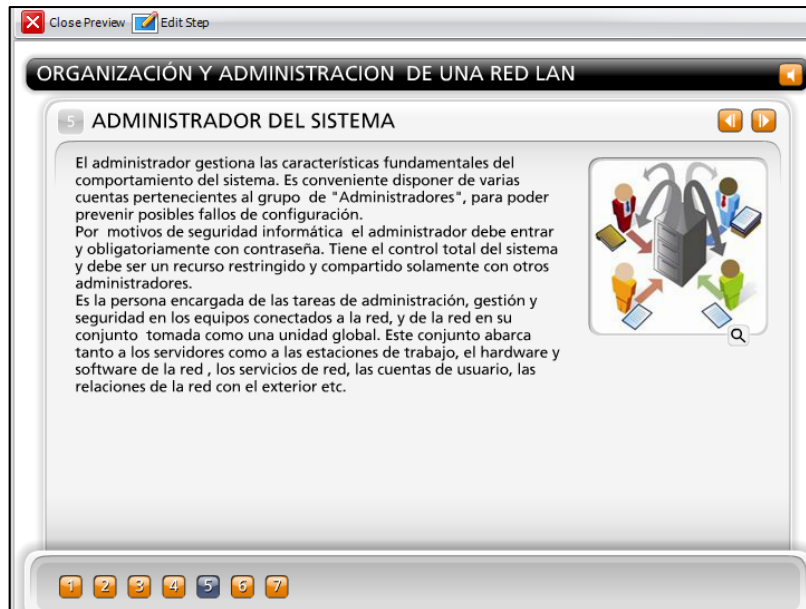 Close Preview Edit Step
ORGANIZACIÓN Y ADMINISTRACION DE UNA RED LAN
5 ADMINISTRADOR DEL SISTEMA
El administrador gestiona las características fundamentales del
comportamiento del sistema. Es conveniente disponer de varias
cuentas pertenecientes al grupo de "Administradores", para poder
prevenir posibles fallos de configuración.
Por motivos de seguridad informática el administrador debe entrar
y obligatoriamente con contraseña. Tiene el control total del sistema
y debe ser un recurso restringido y compartido solamente con otros
administradores.
Es la persona encargada de las tareas de administración, gestión y
seguridad en los equipos conectados a la red, y de la red en su
conjunto tomada como una unidad global. Este conjunto abarca
tanto a los servidores como a las estaciones de trabajo, el hardware y
software de la red , los servicios de red, las cuentas de usuario, las
relaciones de la red con el exterior etc.
1 2 3 4 5 6 7